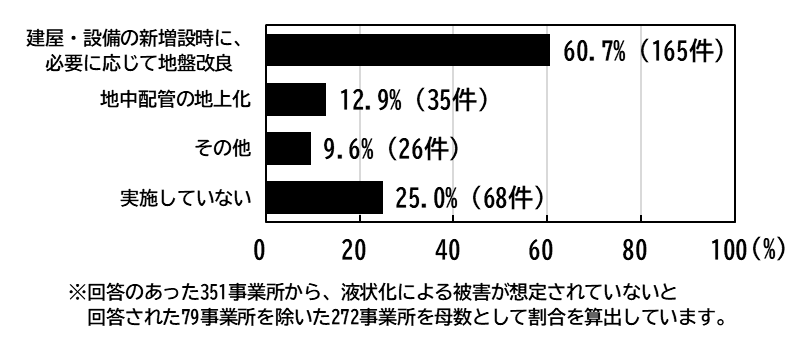 建屋・設備の新増設時に、
必要に応じて地盤改良
60.7%（165件）
地中配管の地上化
12.9%（35件）
その他
9.6%（26件）
実施していない
25.0%（68件）
0 20 40 60 80 100(%)
※回答のあった351事業所から、液状化による被害が想定されていないと
回答された79事業所を除いた272事業所を母数として割合を算出しています。